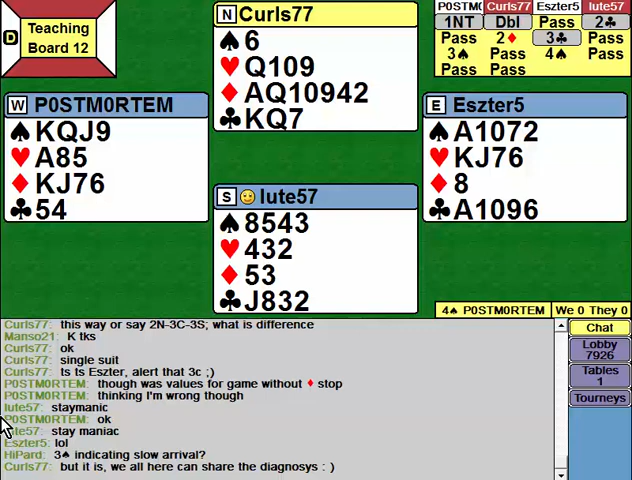 D
Teaching
Board 12
N Curls77
♠ 6
♥ Q109
♦ AQ10942
♣ KQ7
P0STM Curls77 Eszter5 lute57
1NT Dbl Pass 2♣
Pass 2♦ 3♣ Pass
3♠ Pass 4♠ Pass
Pass Pass
W P0STM0RTEM
♠ KQJ9
♥ A85
♦ KJ76
♣ 54
E Eszter5
♠ A1072
♥ KJ76
♦ 8
♣ A1096
S lute57
♠ 8543
♥ 432
♦ 53
♣ J832
4♠ P0STM0RTEM We 0 They 0
Curls77: this way or say 2N-3C-3S; what is difference
Manso21: K tks
Curls77: ok
Curls77: single suit
Curls77: ts ts Eszter, alert that 3c ;)
P0STM0RTEM: though was values for game without ♦ stop
P0STM0RTEM: thinking I'm wrong though
lute57: staymanic
P0STM0RTEM: ok
lute57: stay maniac
Eszter5: lol
HiPard: 3♠ indicating slow arrival?
Curls77: but it is, we all here can share the diagnosys : )
Chat
Lobby
7926
Tables
1
Tourneys